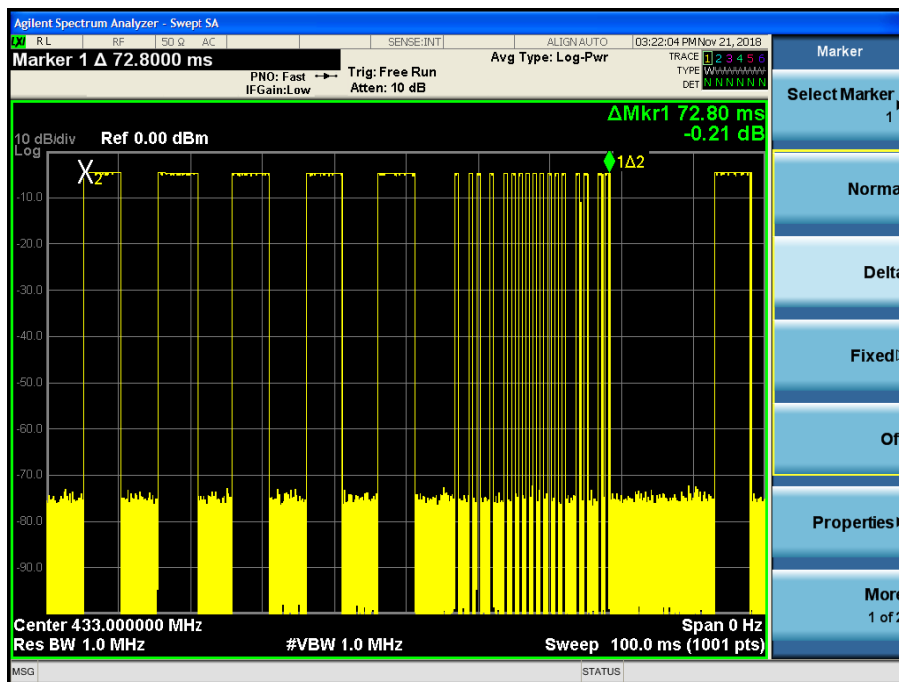 Agilent Spectrum Analyzer - Swept SA
LXI RL RF 50 Ω AC SENSE:INT ALIGN AUTO 03:22:04 PM Nov 21, 2018
Marker 1 Δ 72.8000 ms
PNO: Fast Trig: Free Run Avg Type: Log-Pwr TRACE 1 2 3 4 5 6
IFGain:Low Atten: 10 dB TYPE W
DET N N N N N N
ΔMkr1 72.80 ms
-0.21 dB
10 dB/div Ref 0.00 dBm
Log
X2
1Δ2
-10.0
-20.0
-30.0
-40.0
-50.0
-60.0
-70.0
-80.0
-90.0
Center 433.000000 MHz Span 0 Hz
Res BW 1.0 MHz #VBW 1.0 MHz Sweep 100.0 ms (1001 pts)
MSG STATUS
Marker
Select Marker
1
Norma
Delta
Fixed
Of
Properties
More
1 of 2